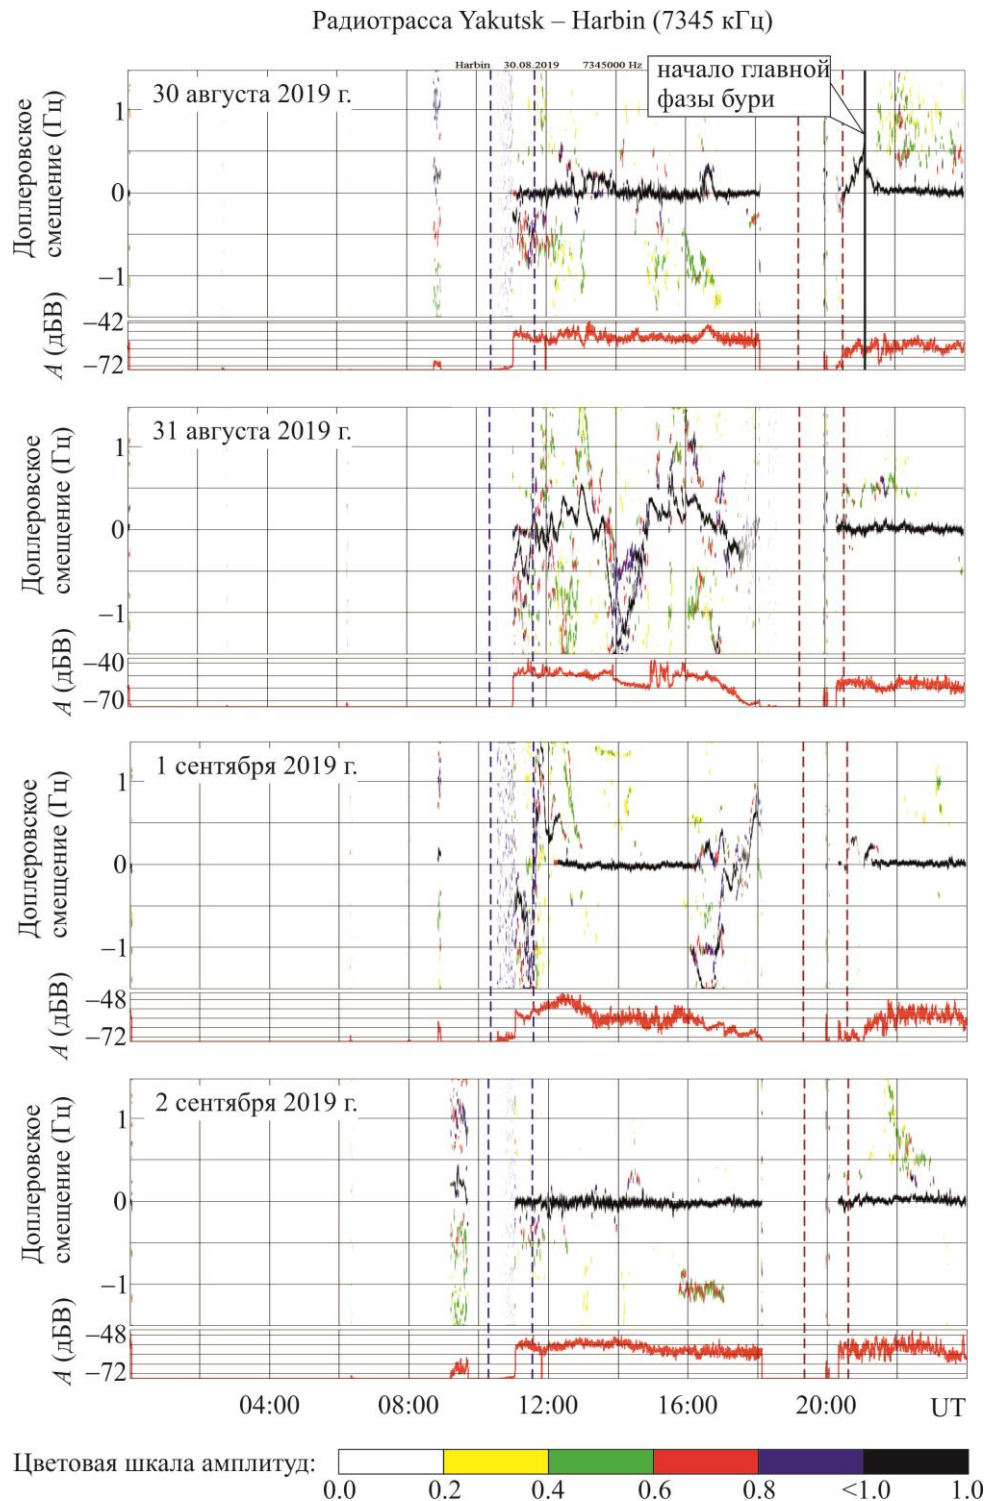 Радиотрасса Yakutsk – Harbin (7345 кГц)
Harbin 30.08.2019 7345000 Hz
начало главной
фазы бури
30 августа 2019 г.
Доплеровское
смещение (Гц)
1
0
−1
A (дБВ)
−42
−72
31 августа 2019 г.
Доплеровское
смещение (Гц)
1
0
−1
A (дБВ)
−40
−70
1 сентября 2019 г.
Доплеровское
смещение (Гц)
1
0
−1
A (дБВ)
−48
−72
2 сентября 2019 г.
Доплеровское
смещение (Гц)
1
0
−1
A (дБВ)
−48
−72
04:00 08:00 12:00 16:00 20:00 UT
Цветовая шкала амплитуд:
0.0 0.2 0.4 0.6 0.8 <1.0 1.0